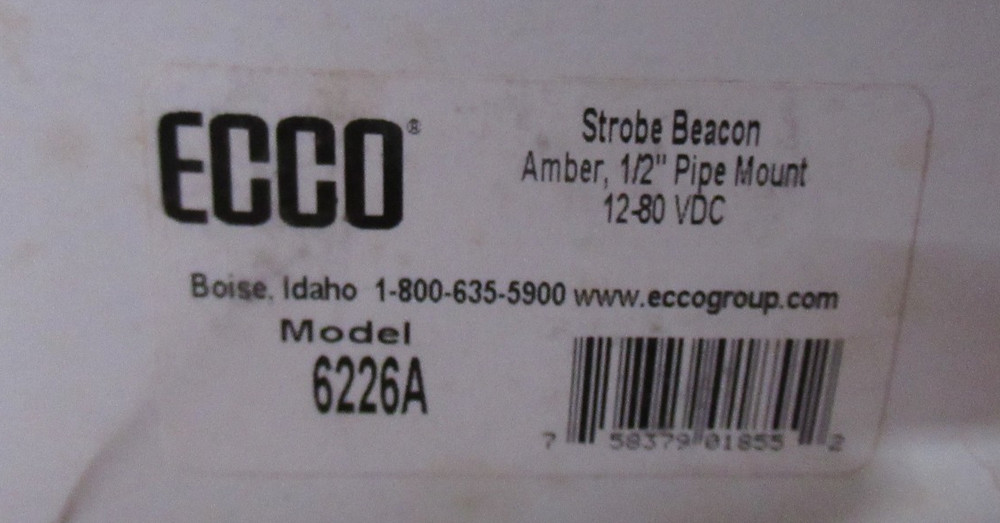 ECCO®
Strobe Beacon
Amber, 1/2" Pipe Mount
12-80 VDC
Boise, Idaho 1-800-635-5900 www.eccogroup.com
Model
6226A
7 58379 01855 2